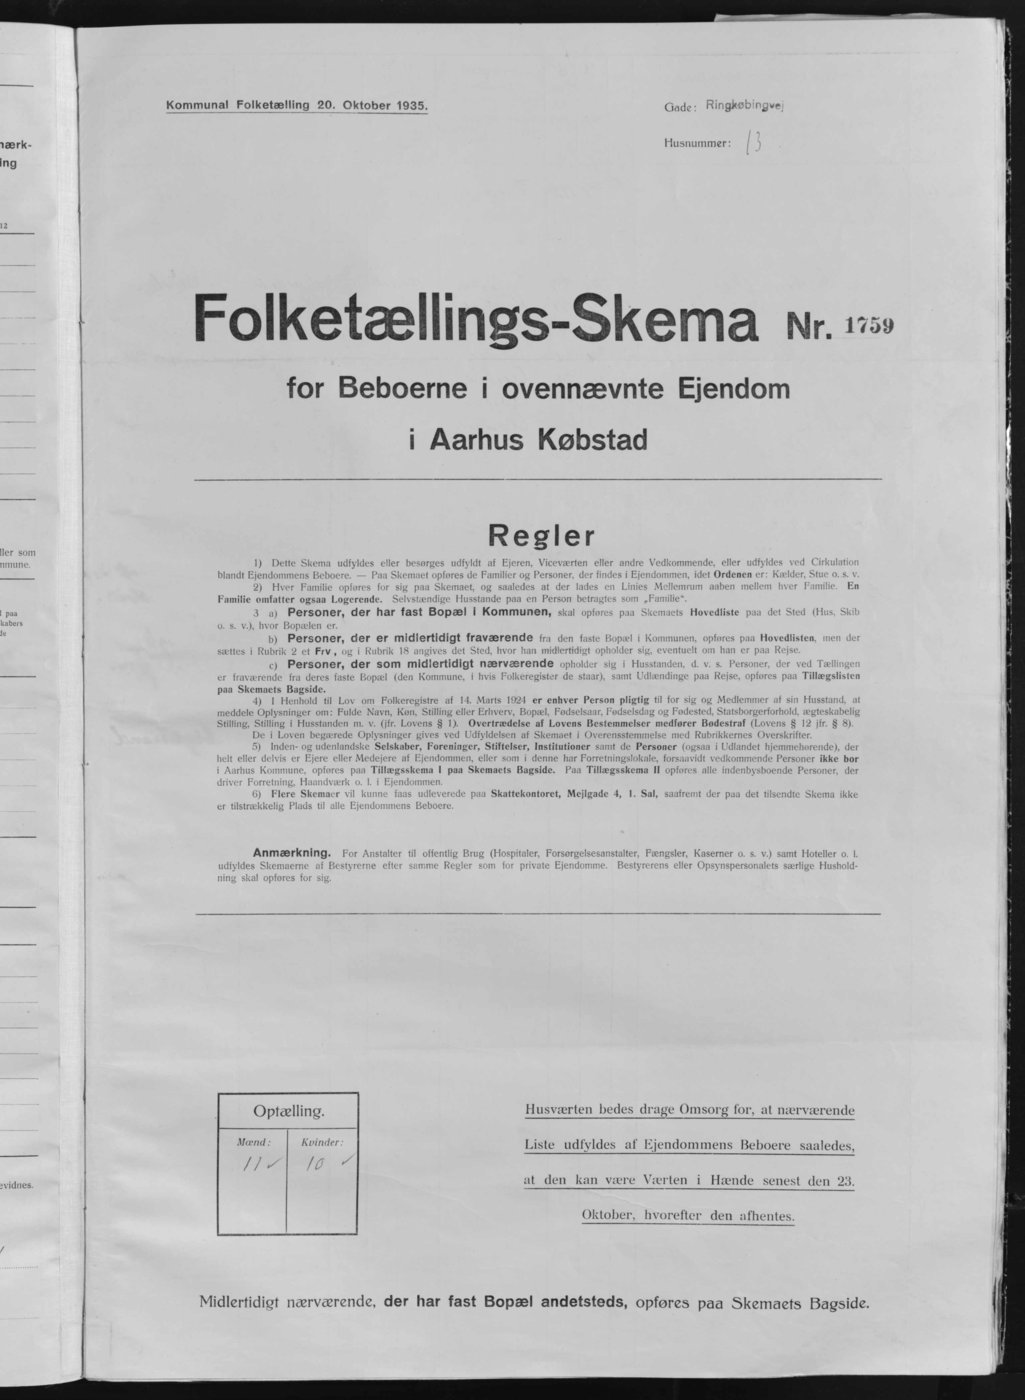 Kommunal Folketælling 20. Oktober 1935.
Gade: Ringkøbingvej
Husnummer: 13
Folketællings-Skema Nr. 1759
for Beboerne i ovennævnte Ejendom
i Aarhus Købstad
Regler
1) Dette Skema udfyldes eller besørges udfyldt af Ejeren, Viceværten eller andre Vedkommende, eller udfyldes ved Cirkulation
blandt Ejendommens Beboere. — Paa Skemaet opføres de Familier og Personer, der findes i Ejendommen, idet Ordenen er: Kælder, Stue o. s. v.
2) Hver Familie opføres for sig paa Skemaet, og saaledes at der lades en Linies Mellemrum aaben mellem hver Familie. En
Familie omfatter ogsaa Logerende. Selvstændige Husstande paa en Person betragtes som „Familie“.
3 a) Personer, der har fast Bopæl i Kommunen, skal opføres paa Skemaets Hovedliste paa det Sted (Hus, Skib
o. s. v.), hvor Bopælen er.
b) Personer, der er midlertidigt fraværende fra den faste Bopæl i Kommunen, opføres paa Hovedlisten, men der
sættes i Rubrik 2 et Frv., og i Rubrik 18 angives det Sted, hvor han midlertidigt opholder sig, eventuelt om han er paa Rejse.
c) Personer, der som midlertidigt nærværende opholder sig i Husstanden, d. v. s. Personer, der ved Tællingen
er fraværende fra deres faste Bopæl (den Kommune, i hvis Folkeregister de staar), samt Udlændinge paa Rejse, opføres paa Tillægslisten
paa Skemaets Bagside.
4) I Henhold til Lov om Folkeregistre af 14. Marts 1924 er enhver Person pligtig til for sig og Medlemmer af sin Husstand, at
meddele Oplysninger om: Fulde Navn, Køn, Stilling eller Erhverv, Bopæl, Fødselsaar, Fødselsdag og Fødested, Statsborgerforhold, ægteskabelig
Stilling, Stilling i Husstanden m. v. (jfr. Lovens § 1). Overtrædelse af Lovens Bestemmelser medfører Bødestraf (Lovens § 12 jfr. § 8).
De i Loven begærede Oplysninger gives ved Udfyldelsen af Skemaet i Overensstemmelse med Rubrikkernes Overskrifter.
5) Inden- og udenlandske Selskaber, Foreninger, Stiftelser, Institutioner samt de Personer (ogsaa i Udlandet hjemmehørende), der
helt eller delvis er Ejere eller Medejere af Ejendommen, eller som i denne har Forretningslokale, forsaavidt vedkommende Personer ikke bor
i Aarhus Kommune, opføres paa Tillægsskema I paa Skemaets Bagside. Paa Tillægsskema II opføres alle indenbysboende Personer, der
driver Forretning, Haandværk o. l. i Ejendommen.
6) Flere Skemaer vil kunne faas udleverede paa Skattekontoret, Mejlgade 4, 1. Sal, saafremt der paa det tilsendte Skema ikke
er tilstrækkelig Plads til alle Ejendommens Beboere.
Anmærkning. For Anstalter til offentlig Brug (Hospitaler, Forsørgelsesanstalter, Fængsler, Kaserner o. s. v.) samt Hoteller o. l.
udfyldes Skemaerne af Bestyrerne efter samme Regler som for private Ejendomme. Bestyrerens eller Opsynspersonalets særlige Hushold-
ning skal opføres for sig.
Optælling.
Mænd: Kvinder:
11 ✓ 10 ✓
Husværten bedes drage Omsorg for, at nærværende
Liste udfyldes af Ejendommens Beboere saaledes,
at den kan være Værten i Hænde senest den 23.
Oktober, hvorefter den afhentes.
Midlertidigt nærværende, der har fast Bopæl andetsteds, opføres paa Skemaets Bagside.